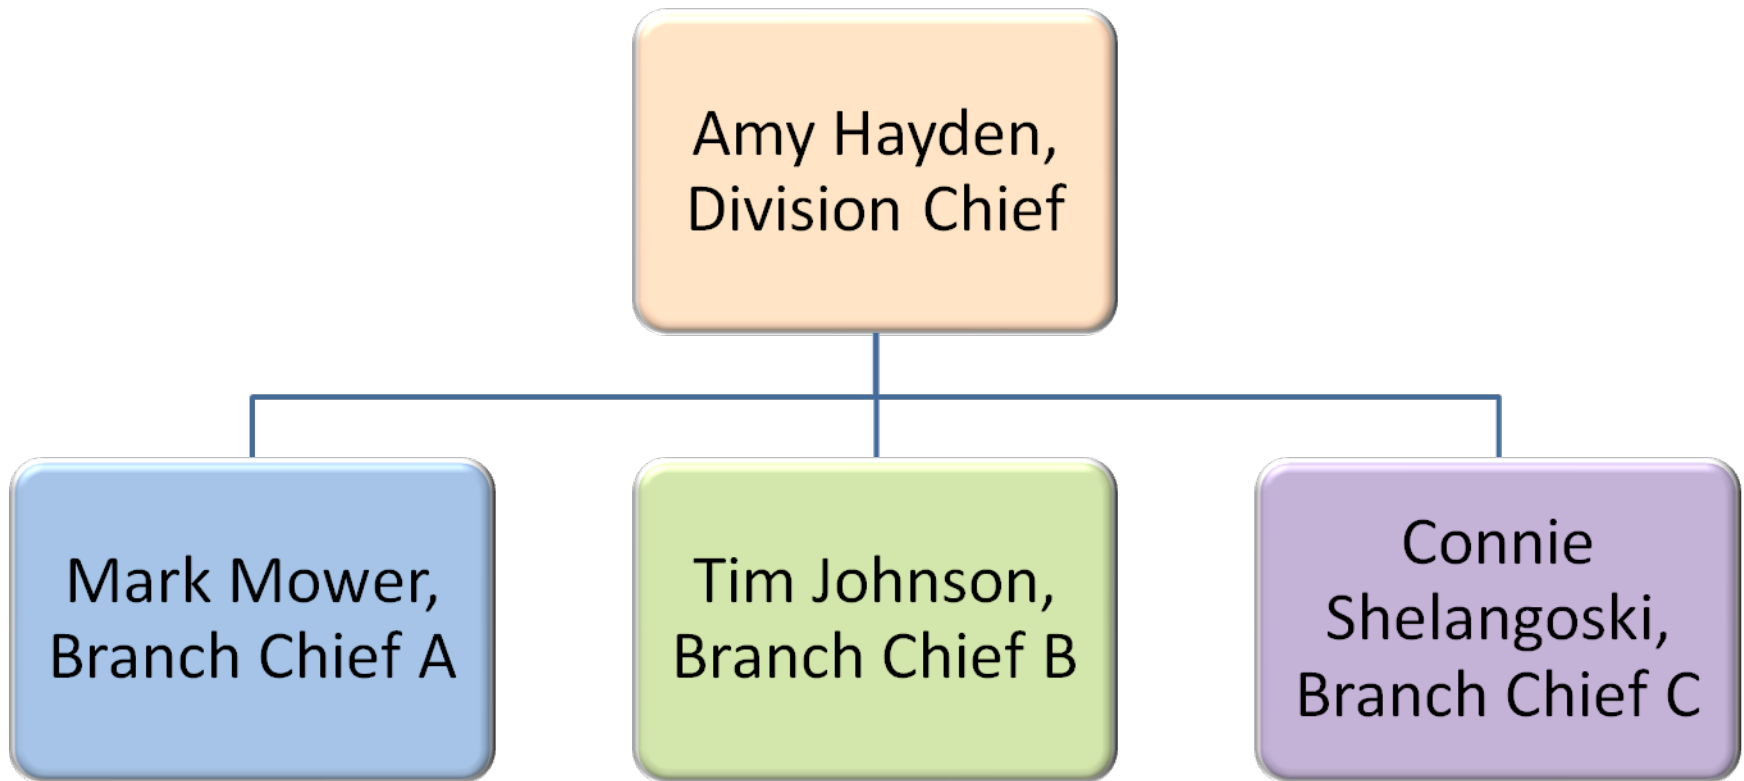 Amy Hayden,
Division Chief
Mark Mower,
Branch Chief A
Tim Johnson,
Branch Chief B
Connie
Shelangoski,
Branch Chief C